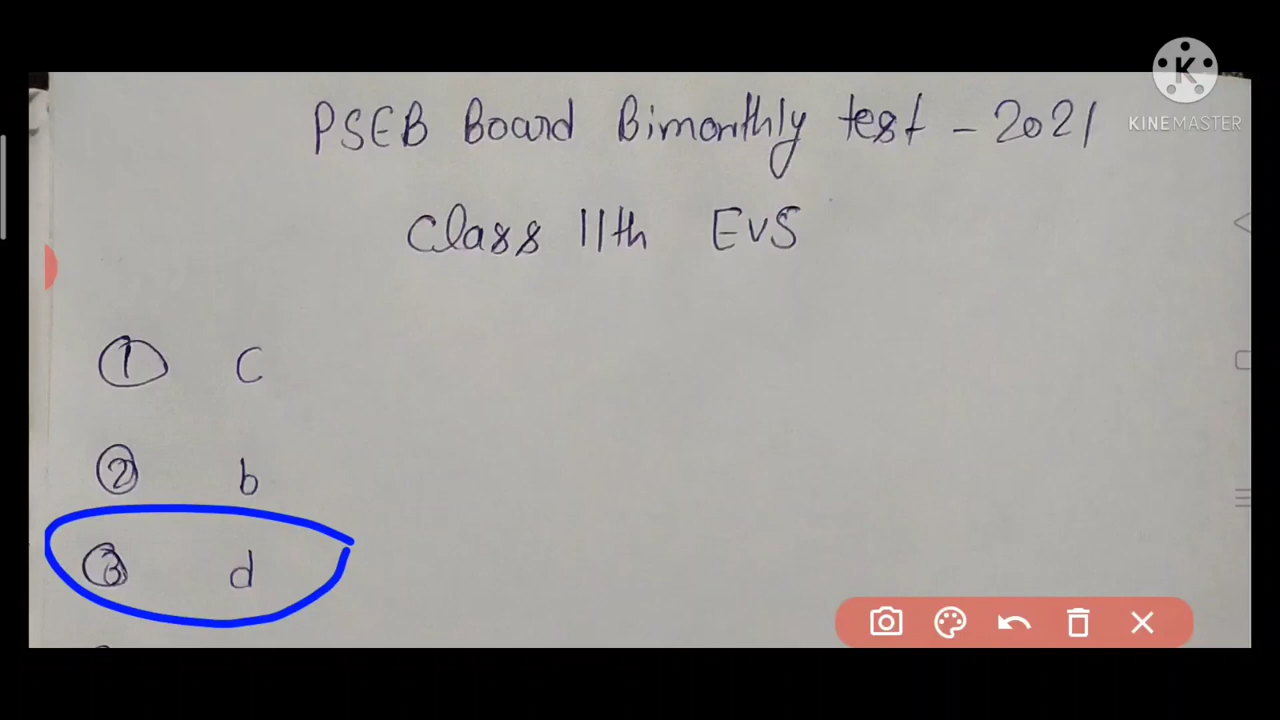 PSEB Board Bimonthly test - 2021
KINEMASTER
Class 11th EVS
① C
② b
③ d